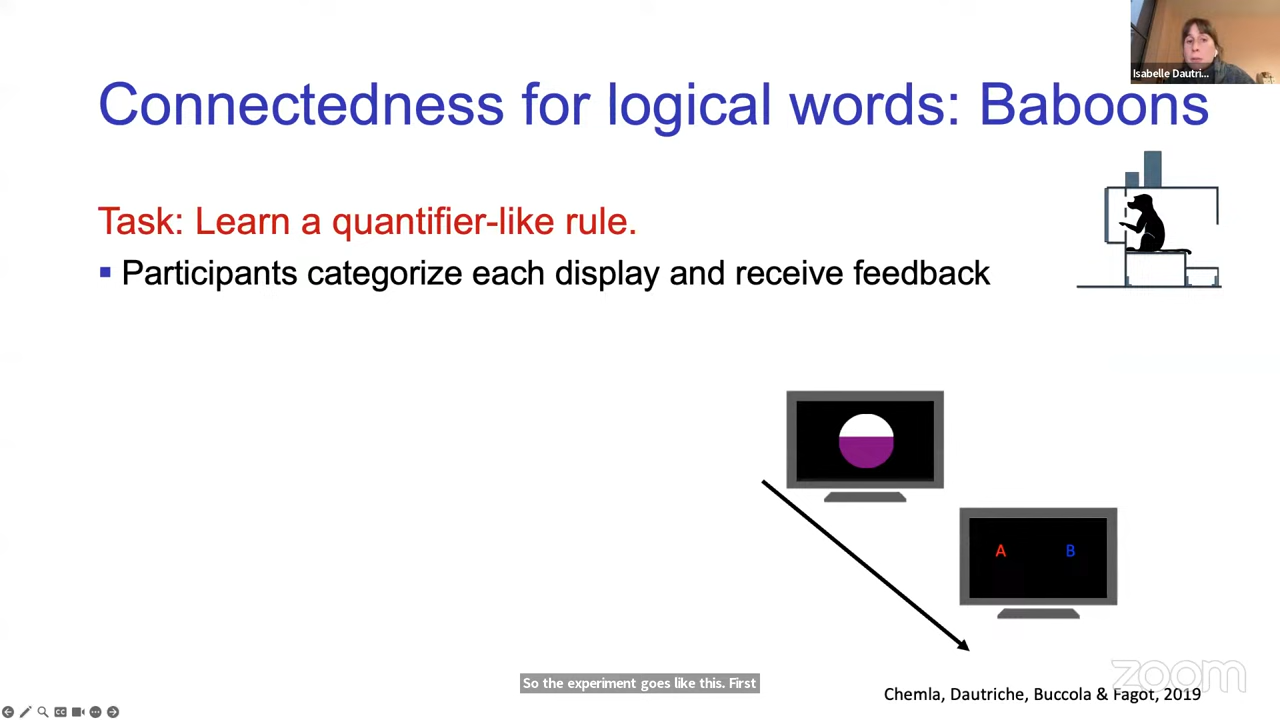 Isabelle Dautri...
Connectedness for logical words: Baboons
Task: Learn a quantifier-like rule.
Participants categorize each display and receive feedback
A B
So the experiment goes like this. First
zoom
Chemla, Dautriche, Buccola & Fagot, 2019
CC